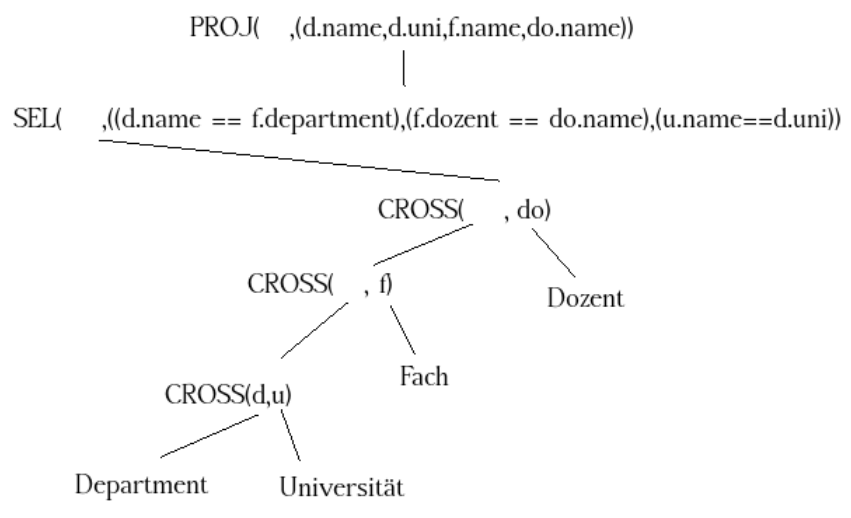 PROJ( ,(d.name,d.uni,f.name,do.name))
SEL( ,((d.name == f.department),(f.dozent == do.name),(u.name==d.uni))
CROSS( , do)
CROSS( , f)
Dozent
Fach
CROSS(d,u)
Department
Universität